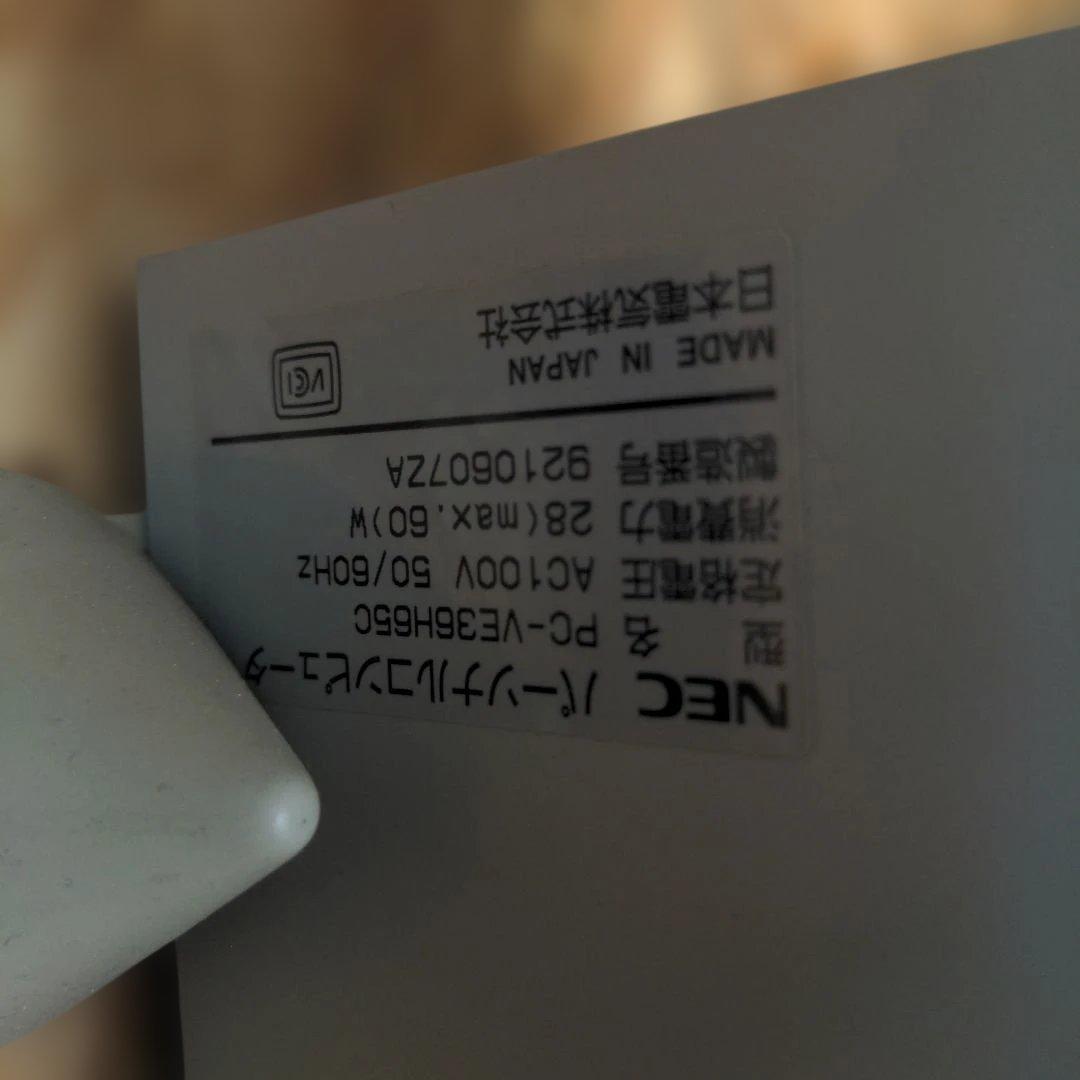 NEC パーソナルコンピュータ
型 名 PC-VE36H65C
定格電圧 AC100V 50/60Hz
消費電力 28(max.60)W
製造番号 9210607ZA
MADE IN JAPAN
日本電気株式会社
VCI